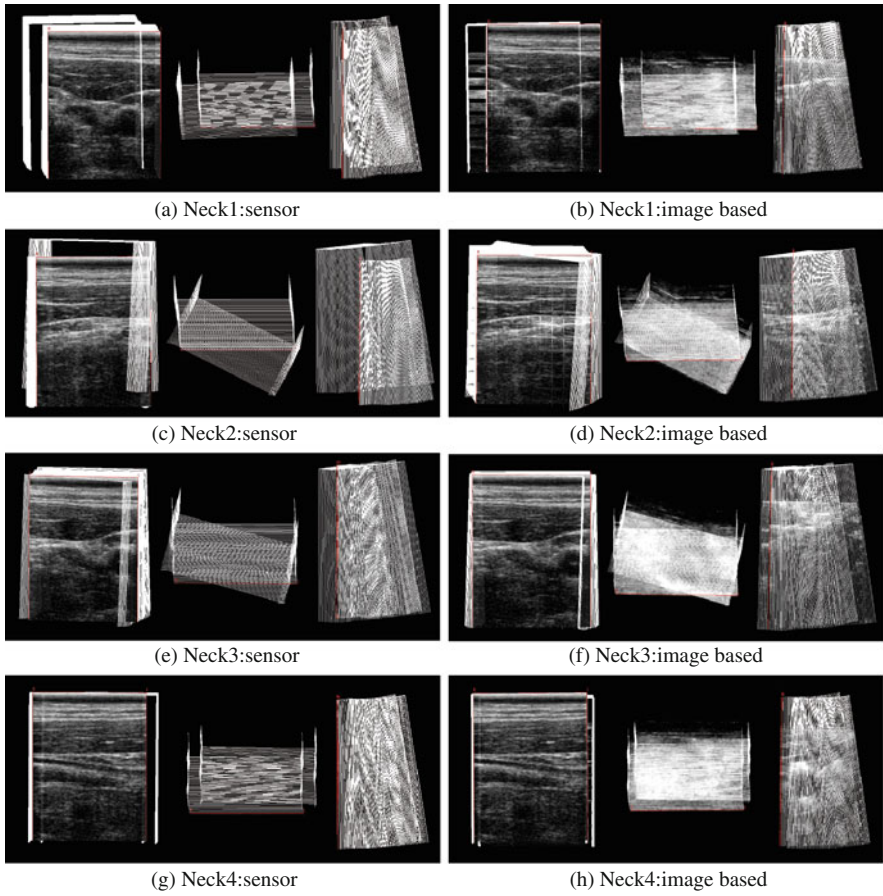 (a) Neck1:sensor
(b) Neck1:image based
(c) Neck2:sensor
(d) Neck2:image based
(e) Neck3:sensor
(f) Neck3:image based
(g) Neck4:sensor
(h) Neck4:image based